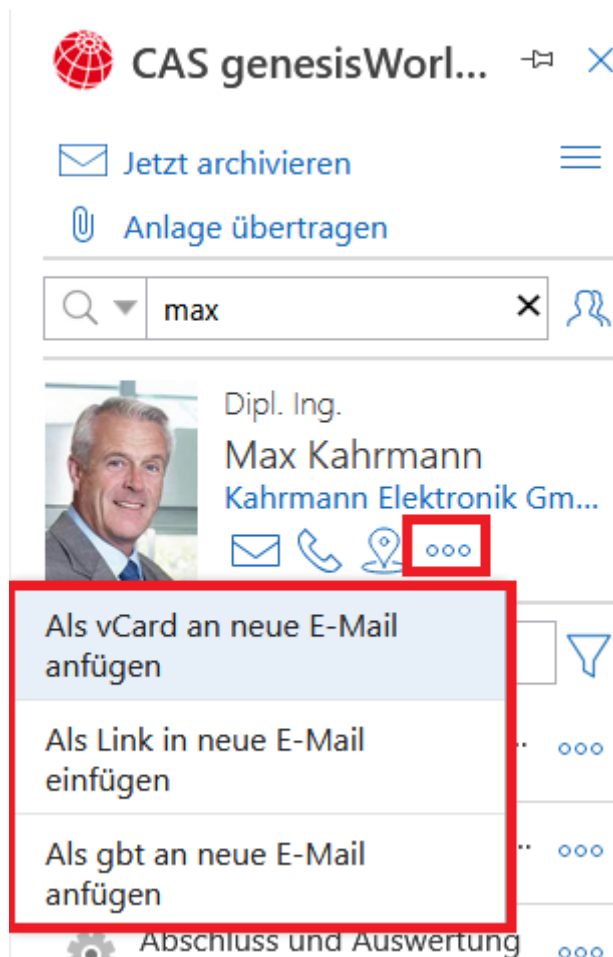 CAS genesisWorl...
Jetzt archivieren
Anlage übertragen
max
Dipl. Ing.
Max Kahrmann
Kahrmann Elektronik Gm...
Als vCard an neue E-Mail
anfügen
Als Link in neue E-Mail
einfügen
Als gbt an neue E-Mail
anfügen
Abschluss und Auswertung